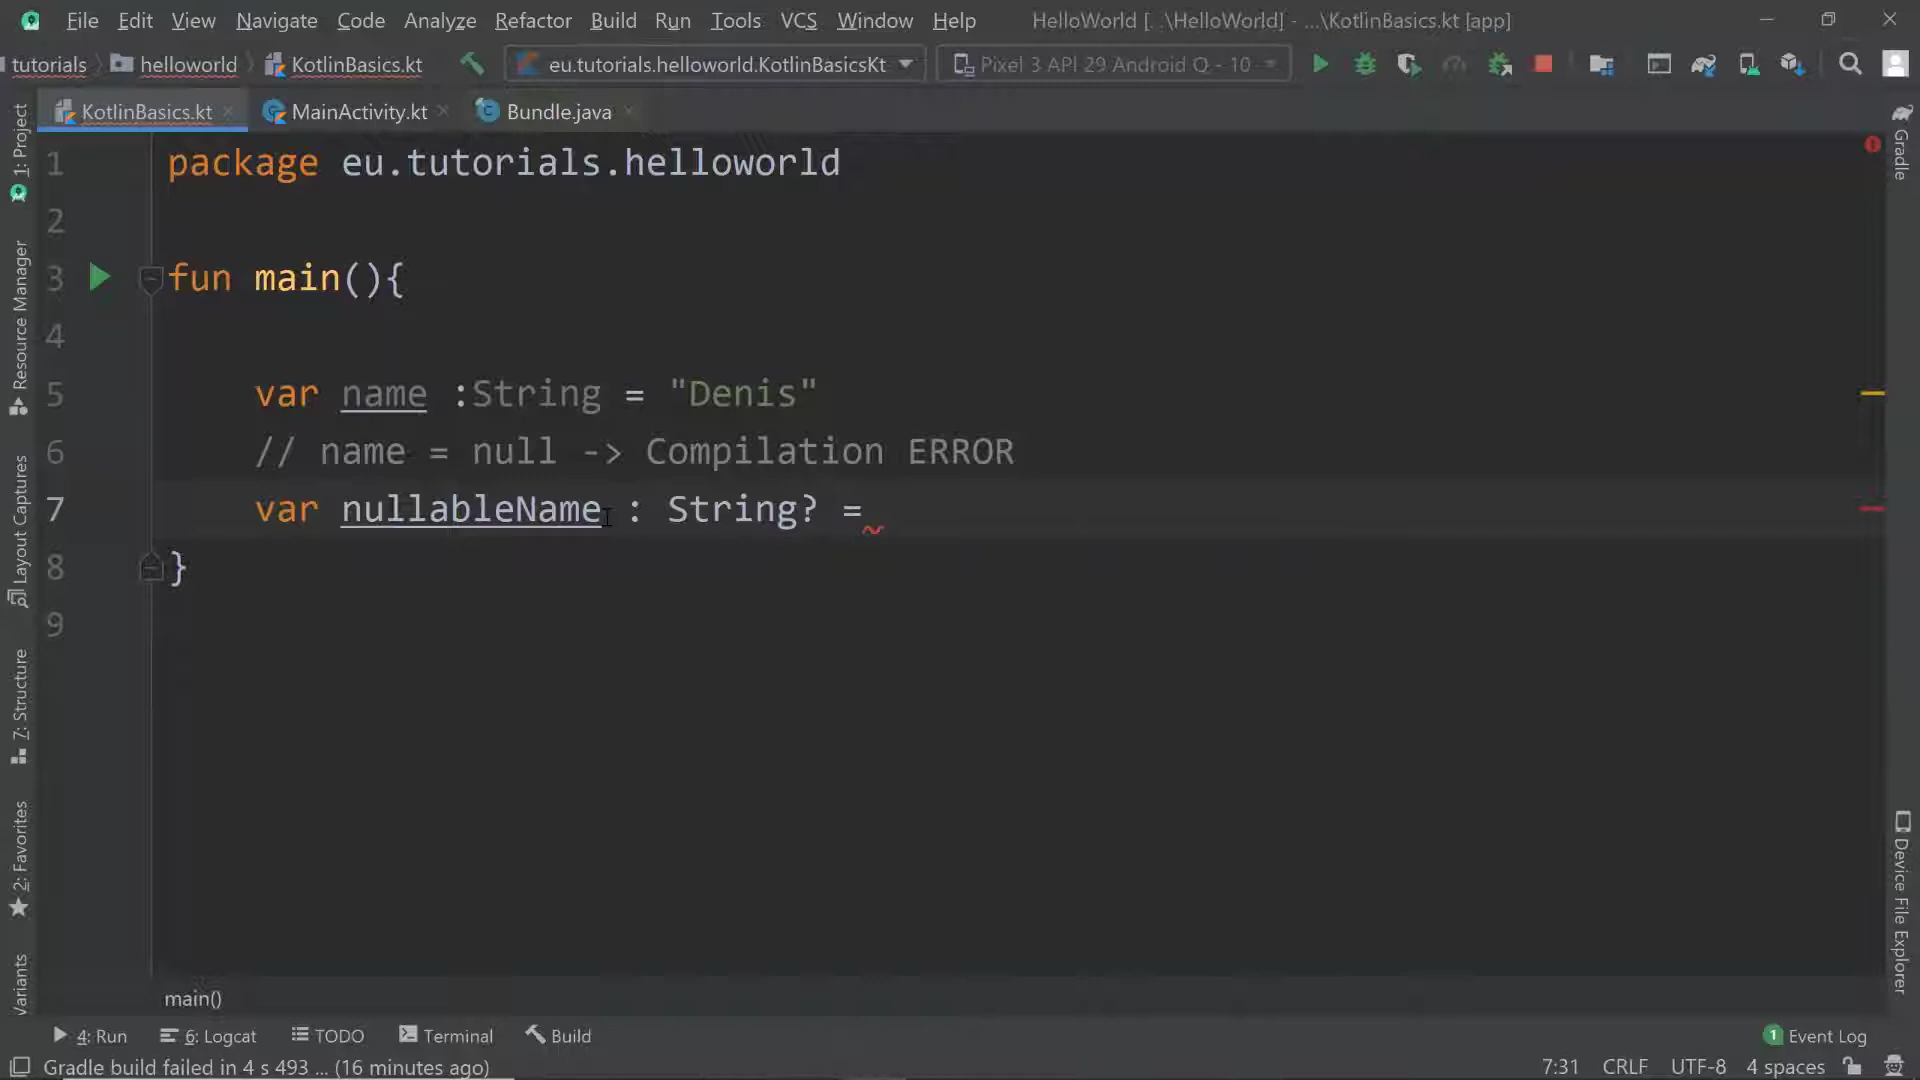 File Edit View Navigate Code Analyze Refactor Build Run Tools VCS Window Help HelloWorld [..\HelloWorld] - ...\KotlinBasics.kt [app]
tutorials helloworld KotlinBasics.kt eu.tutorials.helloworld.KotlinBasicsKt Pixel 3 API 29 Android Q - 10
KotlinBasics.kt MainActivity.kt Bundle.java
1 package eu.tutorials.helloworld
2
3 fun main(){
4
5 var name :String = "Denis"
6 // name = null -> Compilation ERROR
7 var nullableName : String? =
8 }
9
main()
1: Project
Resource Manager
Layout Captures
7: Structure
2: Favorites
Variants
Gradle
Device File Explorer
4: Run 6: Logcat TODO Terminal Build 1 Event Log
Gradle build failed in 4 s 493 ... (16 minutes ago) 7:31 CRLF UTF-8 4 spaces